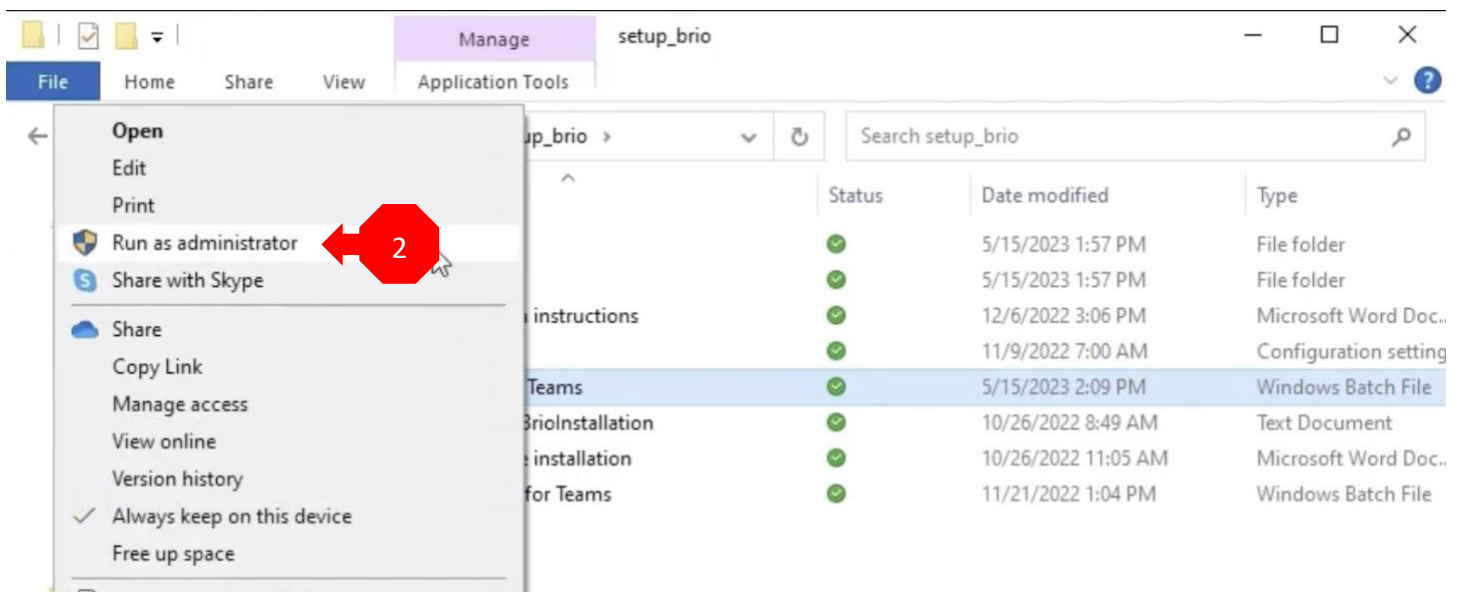 Manage setup_brio
File Home Share View Application Tools
Open up_brio Search setup_brio
Edit
Print Status Date modified Type
Run as administrator 2 5/15/2023 1:57 PM File folder
Share with Skype 5/15/2023 1:57 PM File folder
instructions 12/6/2022 3:06 PM Microsoft Word Doc..
Share
11/9/2022 7:00 AM Configuration setting
Copy Link
Teams 5/15/2023 2:09 PM Windows Batch File
Manage access
BrioInstallation 10/26/2022 8:49 AM Text Document
View online
installation 10/26/2022 11:05 AM Microsoft Word Doc..
Version history
for Teams 11/21/2022 1:04 PM Windows Batch File
Always keep on this device
Free up space